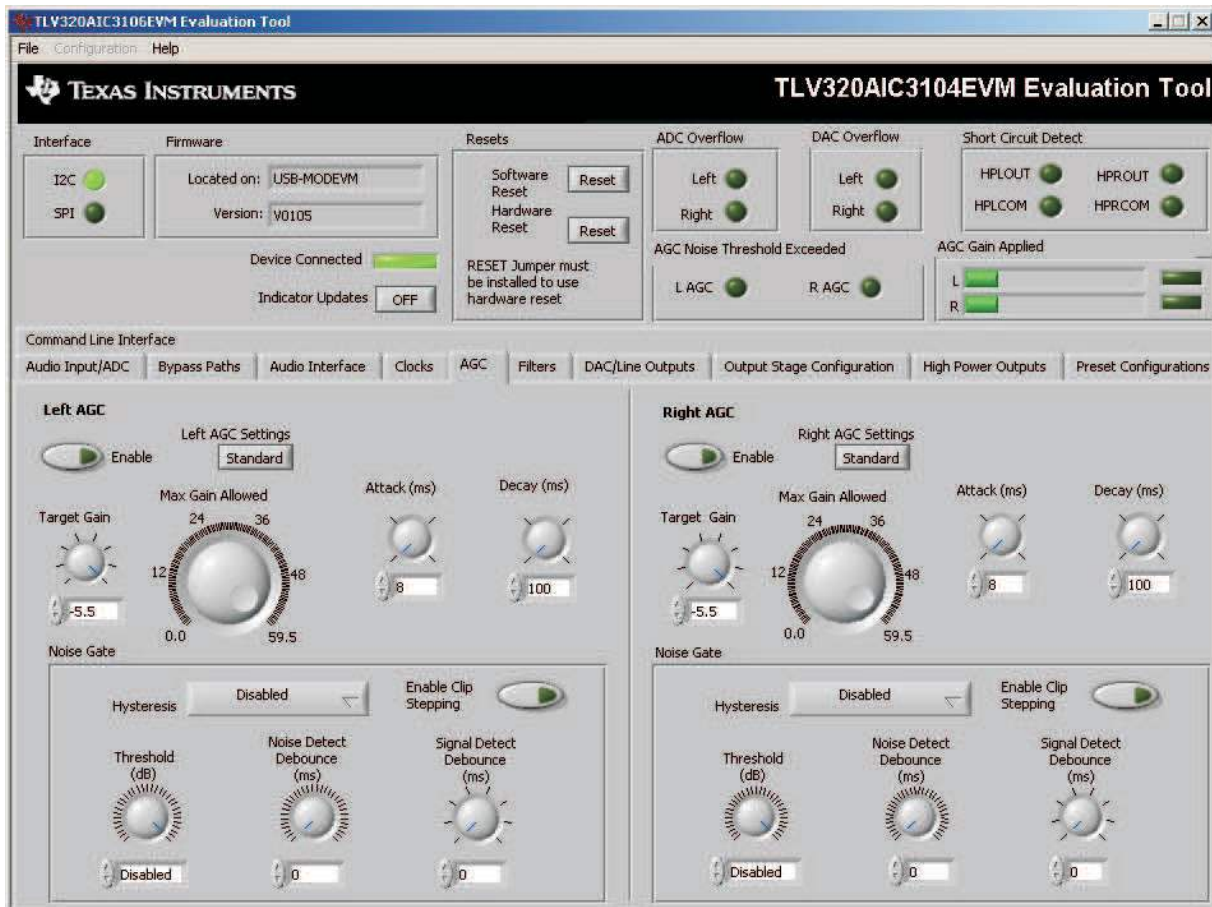 TLV320AIC3106EVM Evaluation Tool
File Configuration Help
TEXAS INSTRUMENTS
TLV320AIC3104EVM Evaluation Tool
Interface
I2C
SPI
Firmware
Located on: USB-MODEVM
Version: V0105
Device Connected
Indicator Updates OFF
Resets
Software Reset Reset
Hardware Reset Reset
RESET Jumper must
be installed to use
hardware reset
ADC Overflow
Left
Right
DAC Overflow
Left
Right
Short Circuit Detect
HPLOUT HPROUT
HPLCOM HPRCOM
AGC Noise Threshold Exceeded
L AGC R AGC
AGC Gain Applied
L
R
Command Line Interface
Audio Input/ADC Bypass Paths Audio Interface Clocks AGC Filters DAC/Line Outputs Output Stage Configuration High Power Outputs Preset Configurations
Left AGC
Enable
Left AGC Settings
Standard
Target Gain
-5.5
Max Gain Allowed
24 36
12 48
0.0 59.5
Attack (ms)
8
Decay (ms)
100
Noise Gate
Hysteresis Disabled
Enable Clip
Stepping
Threshold
(dB)
Disabled
Noise Detect
Debounce
(ms)
0
Signal Detect
Debounce
(ms)
0
Right AGC
Enable
Right AGC Settings
Standard
Target Gain
-5.5
Max Gain Allowed
24 36
12 48
0.0 59.5
Attack (ms)
8
Decay (ms)
100
Noise Gate
Hysteresis Disabled
Enable Clip
Stepping
Threshold
(dB)
Disabled
Noise Detect
Debounce
(ms)
0
Signal Detect
Debounce
(ms)
0